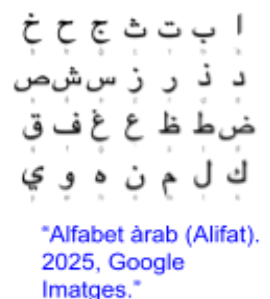 ا ب ت ث ج ح خ
د ذ ر ز س ش ص
ض ط ظ ع غ ف ق
ك ل م ن ه و ي
"Alfabet àrab (Alifat).
2025, Google
Imatges."